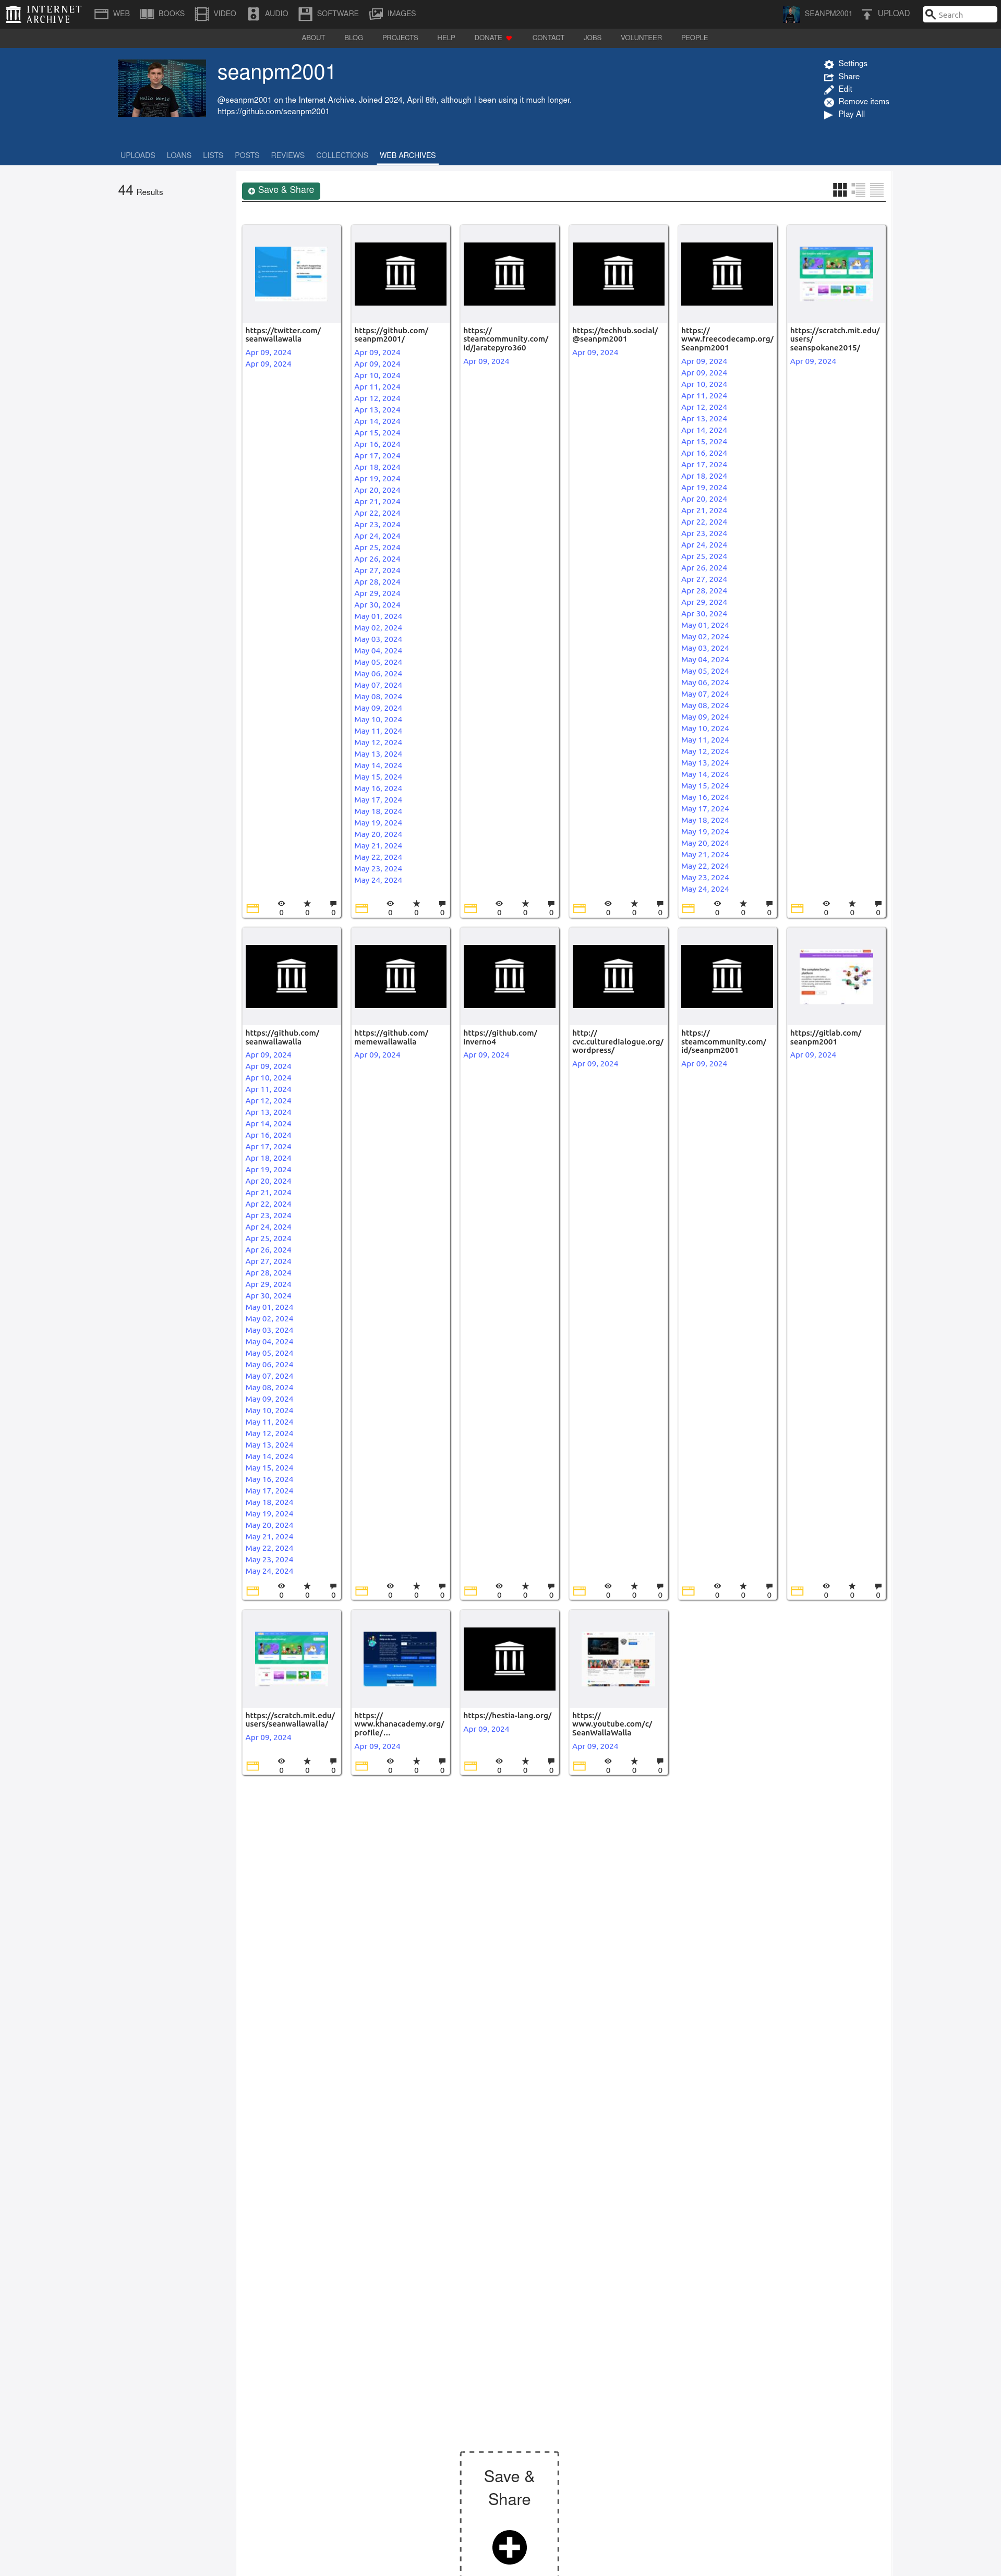 INTERNET
ARCHIVE
WEB
BOOKS
VIDEO
AUDIO
SOFTWARE
IMAGES
SEANPM2001
UPLOAD
Search
ABOUT
BLOG
PROJECTS
HELP
DONATE
CONTACT
JOBS
VOLUNTEER
PEOPLE
Hello World
seanpm2001
@seanpm2001 on the Internet Archive. Joined 2024, April 8th, although I been using it much longer.
https://github.com/seanpm2001
Settings
Share
Edit
Remove items
Play All
UPLOADS
LOANS
LISTS
POSTS
REVIEWS
COLLECTIONS
WEB ARCHIVES
44 Results
Save & Share
https://twitter.com/
seanwallawalla
Apr 09, 2024
Apr 09, 2024
0 0 0
https://github.com/
seanpm2001/
Apr 09, 2024
Apr 09, 2024
Apr 10, 2024
Apr 11, 2024
Apr 12, 2024
Apr 13, 2024
Apr 14, 2024
Apr 15, 2024
Apr 16, 2024
Apr 17, 2024
Apr 18, 2024
Apr 19, 2024
Apr 20, 2024
Apr 21, 2024
Apr 22, 2024
Apr 23, 2024
Apr 24, 2024
Apr 25, 2024
Apr 26, 2024
Apr 27, 2024
Apr 28, 2024
Apr 29, 2024
Apr 30, 2024
May 01, 2024
May 02, 2024
May 03, 2024
May 04, 2024
May 05, 2024
May 06, 2024
May 07, 2024
May 08, 2024
May 09, 2024
May 10, 2024
May 11, 2024
May 12, 2024
May 13, 2024
May 14, 2024
May 15, 2024
May 16, 2024
May 17, 2024
May 18, 2024
May 19, 2024
May 20, 2024
May 21, 2024
May 22, 2024
May 23, 2024
May 24, 2024
0 0 0
https://
steamcommunity.com/
id/jaratepyro360
Apr 09, 2024
0 0 0
https://techhub.social/
@seanpm2001
Apr 09, 2024
0 0 0
https://
www.freecodecamp.org/
Seanpm2001
Apr 09, 2024
Apr 09, 2024
Apr 10, 2024
Apr 11, 2024
Apr 12, 2024
Apr 13, 2024
Apr 14, 2024
Apr 15, 2024
Apr 16, 2024
Apr 17, 2024
Apr 18, 2024
Apr 19, 2024
Apr 20, 2024
Apr 21, 2024
Apr 22, 2024
Apr 23, 2024
Apr 24, 2024
Apr 25, 2024
Apr 26, 2024
Apr 27, 2024
Apr 28, 2024
Apr 29, 2024
Apr 30, 2024
May 01, 2024
May 02, 2024
May 03, 2024
May 04, 2024
May 05, 2024
May 06, 2024
May 07, 2024
May 08, 2024
May 09, 2024
May 10, 2024
May 11, 2024
May 12, 2024
May 13, 2024
May 14, 2024
May 15, 2024
May 16, 2024
May 17, 2024
May 18, 2024
May 19, 2024
May 20, 2024
May 21, 2024
May 22, 2024
May 23, 2024
May 24, 2024
0 0 0
https://scratch.mit.edu/
users/
seanspokane2015/
Apr 09, 2024
0 0 0
https://github.com/
seanwallawalla
Apr 09, 2024
Apr 09, 2024
Apr 10, 2024
Apr 11, 2024
Apr 12, 2024
Apr 13, 2024
Apr 14, 2024
Apr 16, 2024
Apr 17, 2024
Apr 18, 2024
Apr 19, 2024
Apr 20, 2024
Apr 21, 2024
Apr 22, 2024
Apr 23, 2024
Apr 24, 2024
Apr 25, 2024
Apr 26, 2024
Apr 27, 2024
Apr 28, 2024
Apr 29, 2024
Apr 30, 2024
May 01, 2024
May 02, 2024
May 03, 2024
May 04, 2024
May 05, 2024
May 06, 2024
May 07, 2024
May 08, 2024
May 09, 2024
May 10, 2024
May 11, 2024
May 12, 2024
May 13, 2024
May 14, 2024
May 15, 2024
May 16, 2024
May 17, 2024
May 18, 2024
May 19, 2024
May 20, 2024
May 21, 2024
May 22, 2024
May 23, 2024
May 24, 2024
0 0 0
https://github.com/
memewallawalla
Apr 09, 2024
0 0 0
https://github.com/
inverno4
Apr 09, 2024
0 0 0
http://
cvc.culturedialogue.org/
wordpress/
Apr 09, 2024
0 0 0
https://
steamcommunity.com/
id/seanpm2001
Apr 09, 2024
0 0 0
https://gitlab.com/
seanpm2001
Apr 09, 2024
0 0 0
https://scratch.mit.edu/
users/seanwallawalla/
Apr 09, 2024
0 0 0
https://
www.khanacademy.org/
profile/...
Apr 09, 2024
0 0 0
https://hestia-lang.org/
Apr 09, 2024
0 0 0
https://
www.youtube.com/c/
SeanWallaWalla
Apr 09, 2024
0 0 0
Save &
Share